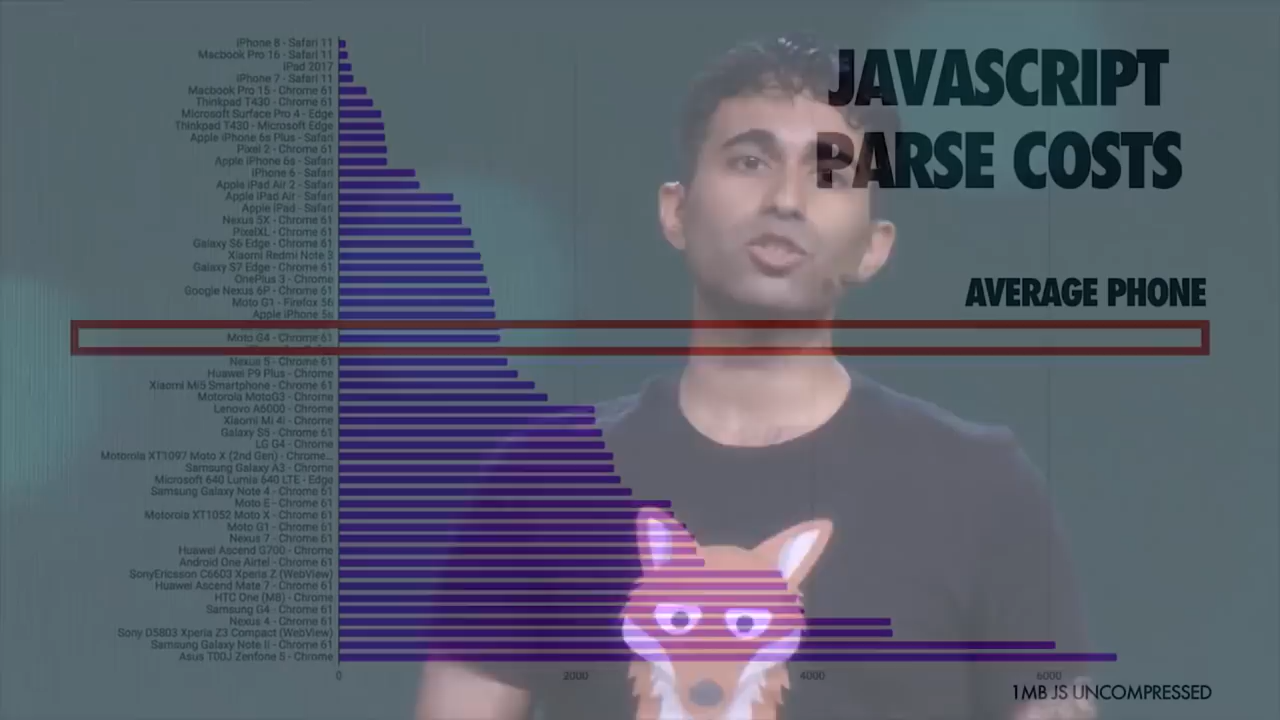 JAVASCRIPT
PARSE COSTS
AVERAGE PHONE
iPhone 8 - Safari 11
Macbook Pro 16 - Safari 11
iPad 2017
iPhone 7 - Safari 11
Macbook Pro 15 - Chrome 61
Thinkpad T430 - Chrome 61
Microsoft Surface Pro 4 - Edge
Thinkpad T430 - Microsoft Edge
Apple iPhone 6s Plus - Safari
Pixel 2 - Chrome 61
Apple iPhone 6s - Safari
iPhone 6 - Safari
Apple iPad Air 2 - Safari
Apple iPad Air - Safari
Apple iPad - Safari
Nexus 5X - Chrome 61
PixelXL - Chrome 61
Galaxy S6 Edge - Chrome 61
Xiaomi Redmi Note 3
Galaxy S7 Edge - Chrome 61
OnePlus 3 - Chrome
Google Nexus 6P - Chrome 61
Moto G1 - Firefox 56
Apple iPhone 5s
Moto G4 - Chrome 61
Nexus 5 - Chrome 61
Huawei P9 Plus - Chrome
Xiaomi Mi5 Smartphone - Chrome 61
Motorola MotoG3 - Chrome 61
Lenovo A6000 - Chrome
Xiaomi Mi 4i - Chrome
Galaxy S5 - Chrome 61
LG G4 - Chrome
Motorola XT1097 Moto X (2nd Gen) - Chrome...
Samsung Galaxy A3 - Chrome
Microsoft 640 Lumia 640 LTE - Edge
Samsung Galaxy Note 4 - Chrome 61
Moto E - Chrome 61
Motorola XT1052 Moto X - Chrome 61
Moto G1 - Chrome 61
Nexus 7 - Chrome 61
Huawei Ascend G700 - Chrome
Android One Airtel - Chrome 61
SonyEricsson C6603 Xperia Z (WebView)
Huawei Ascend Mate 7 - Chrome 61
HTC One (M8) - Chrome 61
Samsung G4 - Chrome 61
Nexus 4 - Chrome 61
Sony D5803 Xperia Z3 Compact (WebView)
Samsung Galaxy Note II - Chrome 61
Asus T00J Zenfone 5 - Chrome
0 2000 4000 6000
1MB JS UNCOMPRESSED